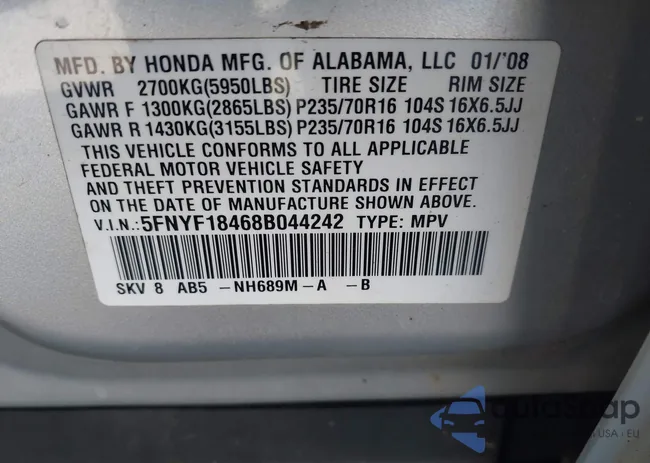 MFD. BY HONDA MFG. OF ALABAMA, LLC 01/'08
GVWR 2700KG(5950LBS) TIRE SIZE RIM SIZE
GAWR F 1300KG(2865LBS) P235/70R16 104S 16X6.5JJ
GAWR R 1430KG(3155LBS) P235/70R16 104S 16X6.5JJ
THIS VEHICLE CONFORMS TO ALL APPLICABLE
FEDERAL MOTOR VEHICLE SAFETY
AND THEFT PREVENTION STANDARDS IN EFFECT
ON THE DATE OF MANUFACTURE SHOWN ABOVE.
V.I.N.: 5FNYF18468B044242 TYPE: MPV
SKV 8 AB5 -NH689M-A -B
autosnap
USA - EU